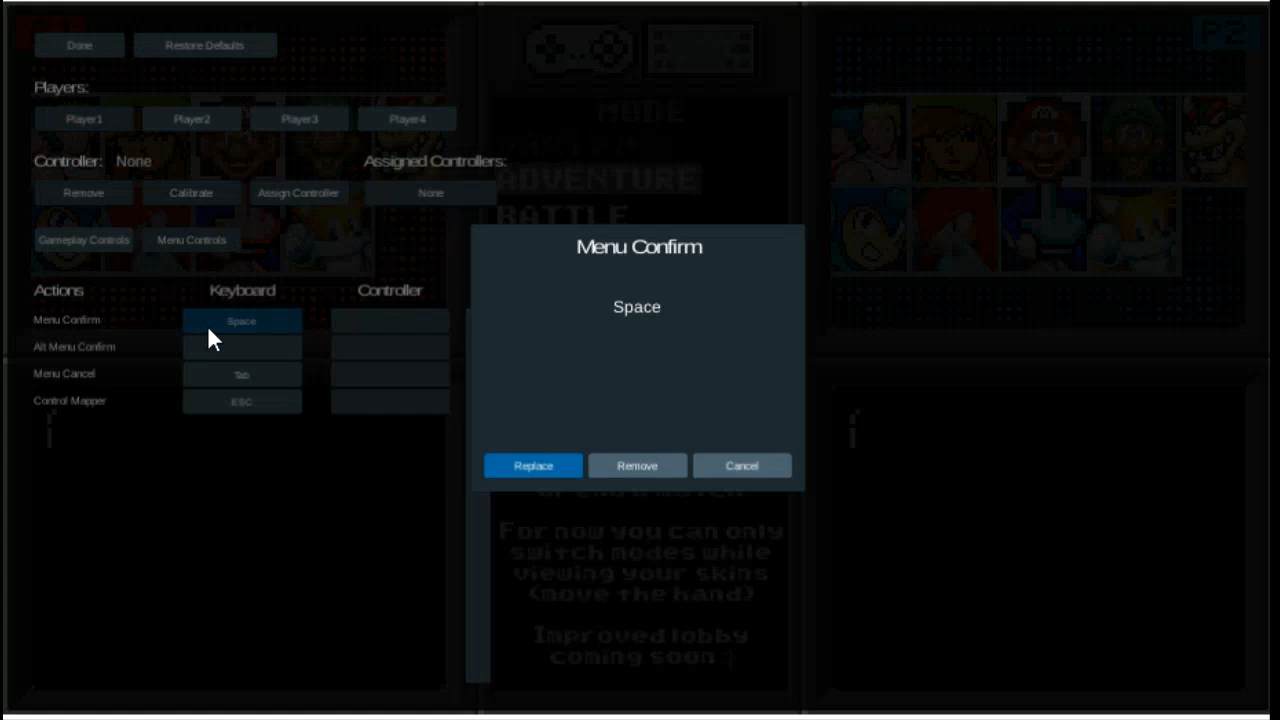 Done Restore Defaults
P2
Players:
Player1 Player2 Player3 Player4
MODE
Controller: None Assigned Controllers:
Remove Calibrate Assign Controller None
ADVENTURE
BATTLE
Gameplay Controls Menu Controls
Menu Confirm
Space
Replace Remove Cancel
Actions Keyboard Controller
Menu Confirm Space
Alt Menu Confirm
Menu Cancel Tab
Control Mapper ESC
For now you can only
switch modes while
viewing your skins
(move the hand)
Improved lobby
coming soon :)